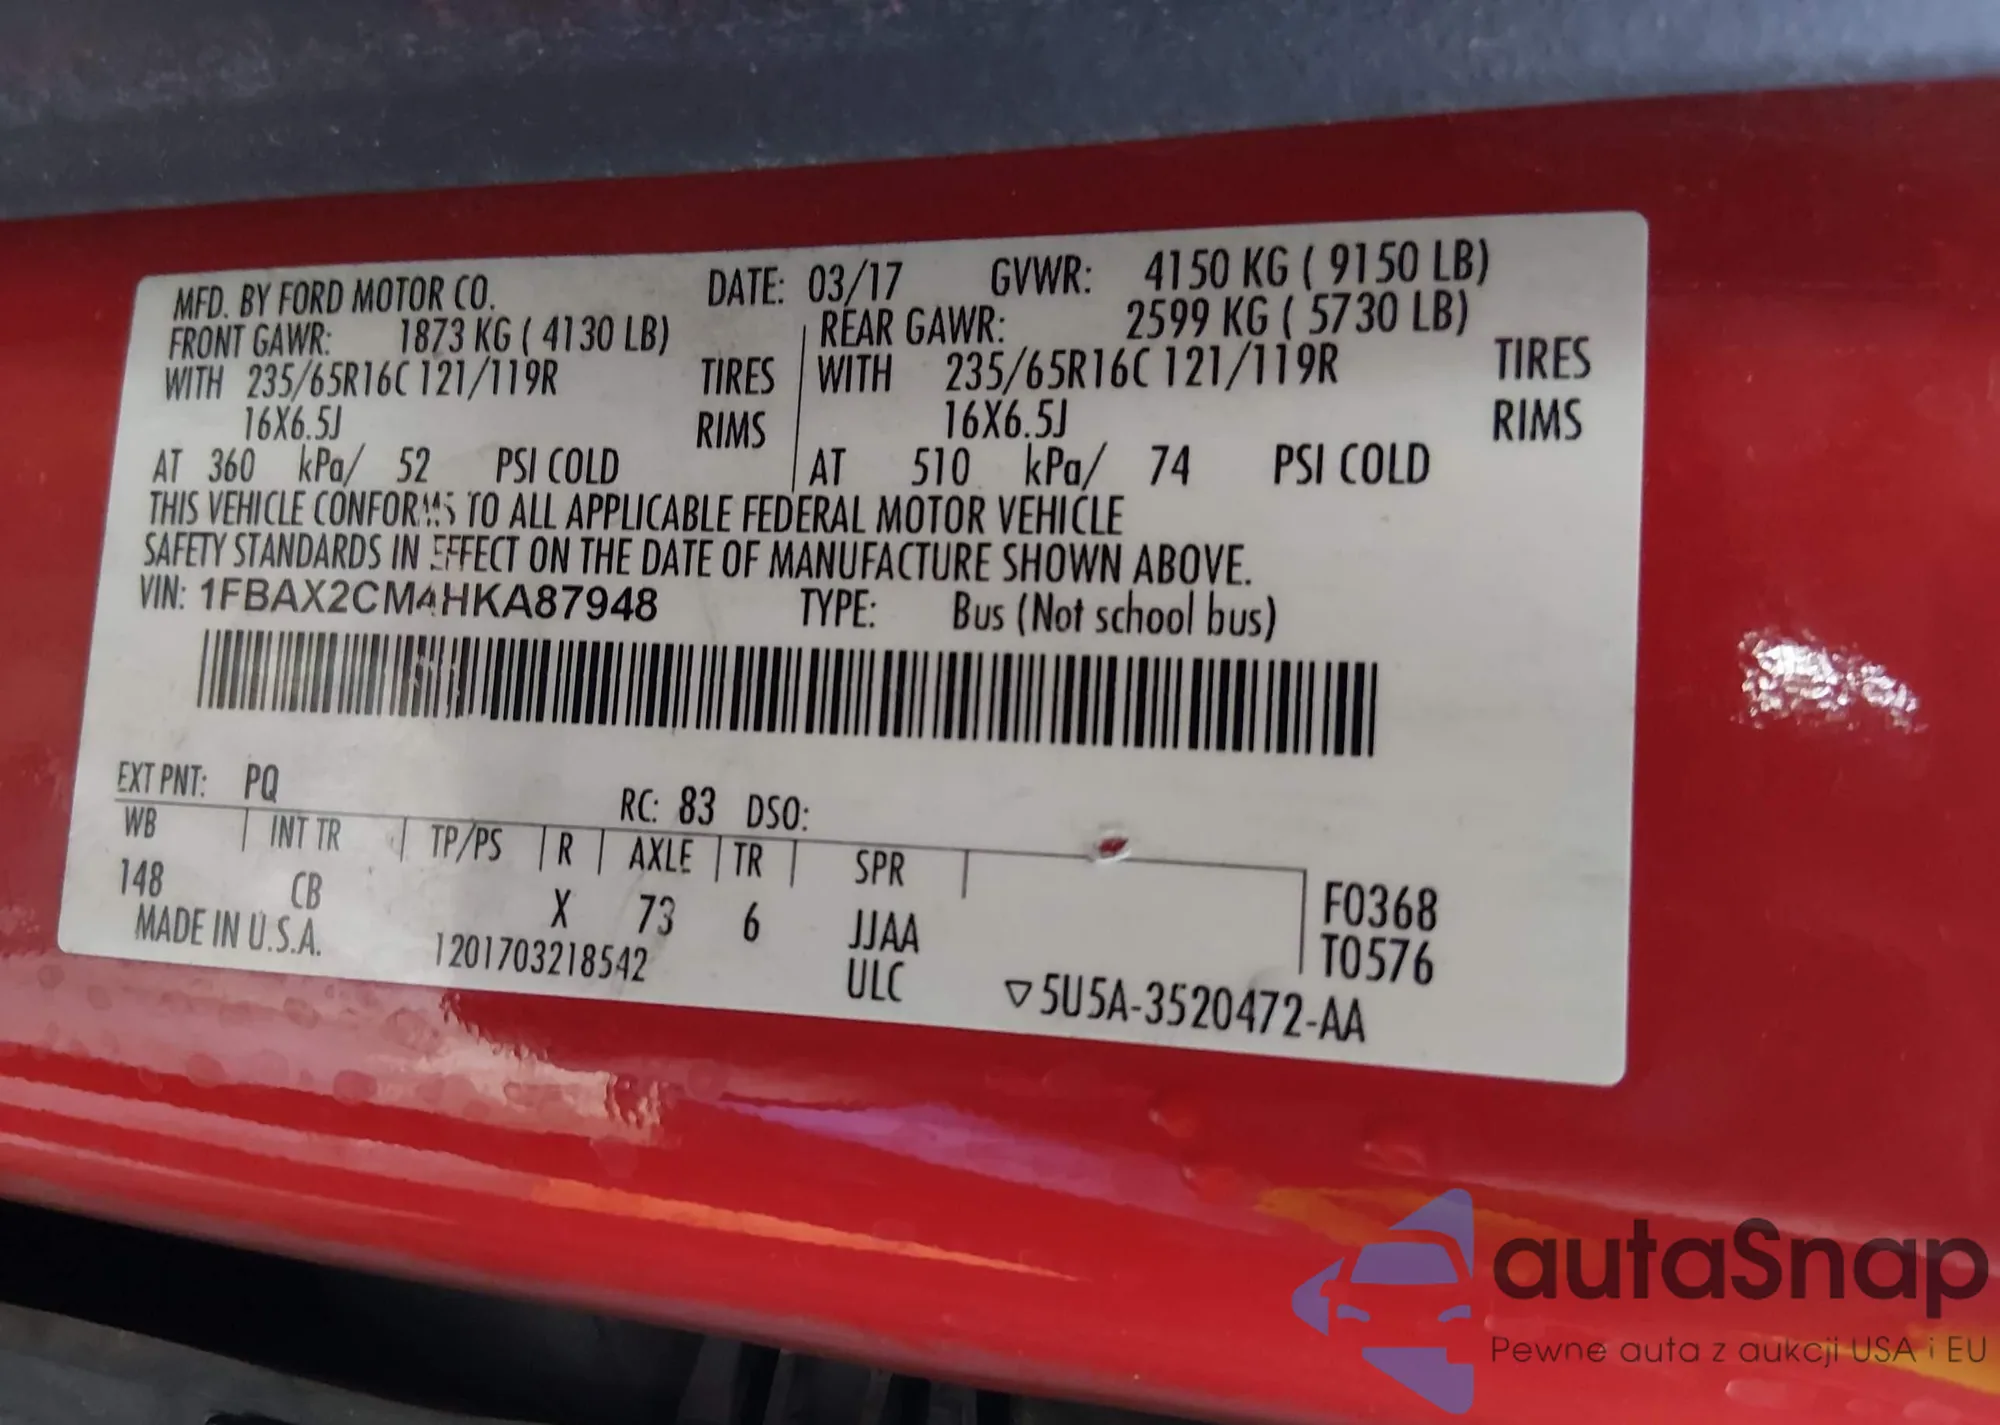 MFD. BY FORD MOTOR CO. DATE: 03/17 GVWR: 4150 KG ( 9150 LB)
FRONT GAWR: 1873 KG ( 4130 LB) REAR GAWR: 2599 KG ( 5730 LB)
WITH 235/65R16C 121/119R TIRES WITH 235/65R16C 121/119R TIRES
16X6.5J RIMS 16X6.5J RIMS
AT 360 kPa/ 52 PSI COLD AT 510 kPa/ 74 PSI COLD
THIS VEHICLE CONFORMS TO ALL APPLICABLE FEDERAL MOTOR VEHICLE
SAFETY STANDARDS IN EFFECT ON THE DATE OF MANUFACTURE SHOWN ABOVE.
VIN: 1FBAX2CM4HKA87948 TYPE: Bus (Not school bus)
EXT PNT: PQ RC: 83 DSO:
WB INT TR TP/PS R AXLE TR SPR
148 CB X 73 6 JJAA F0368
MADE IN U.S.A. 1201703218542 ULC T0576
▽5U5A-3520472-AA
autaSnap
Pewne auta z aukcji USA i EU